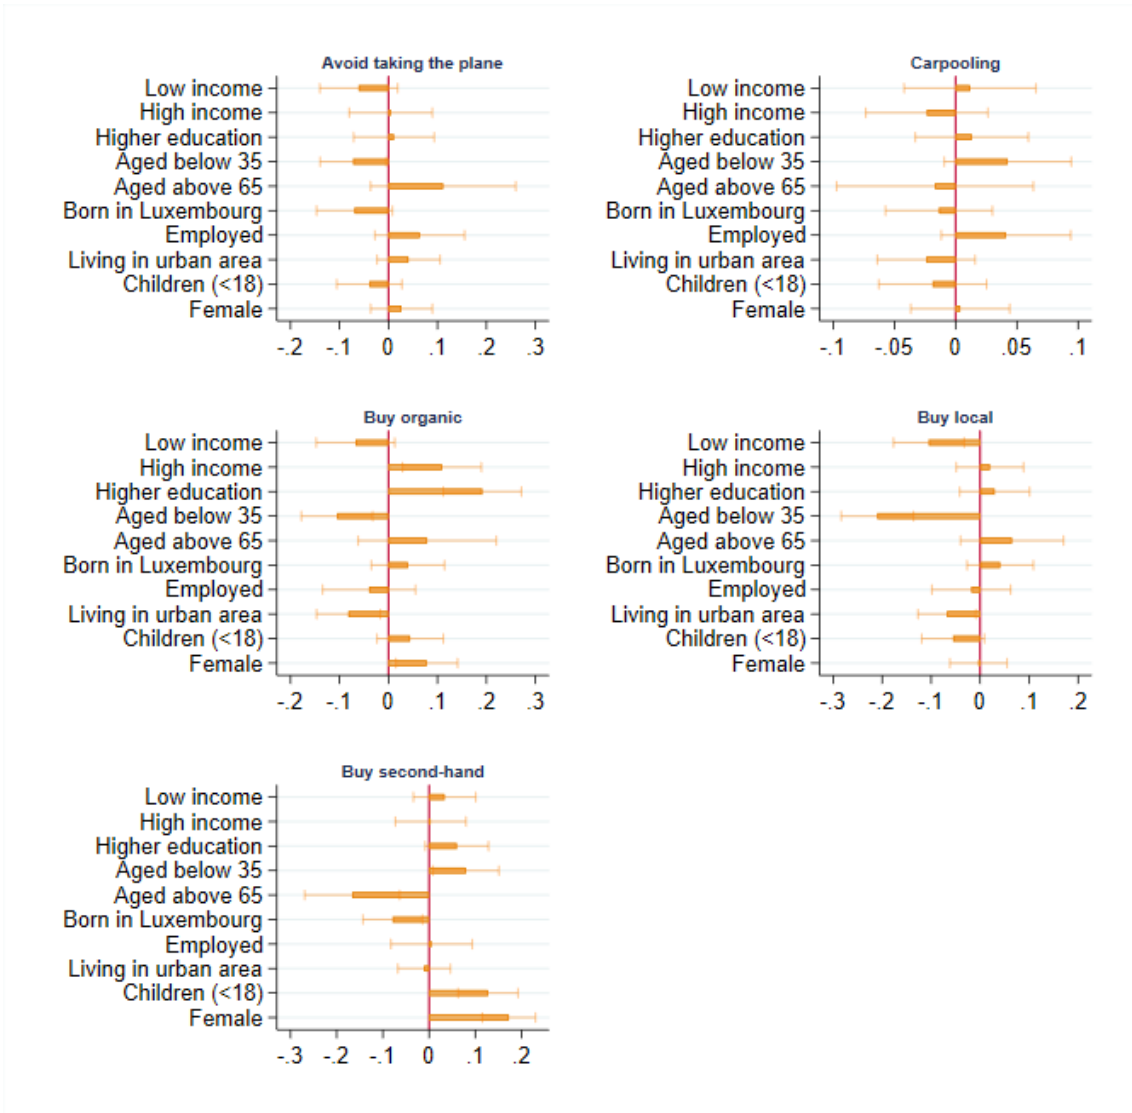 Avoid taking the plane
Low income
High income
Higher education
Aged below 35
Aged above 65
Born in Luxembourg
Employed
Living in urban area
Children (<18)
Female
-.2 -.1 0 .1 .2 .3
Carpooling
Low income
High income
Higher education
Aged below 35
Aged above 65
Born in Luxembourg
Employed
Living in urban area
Children (<18)
Female
-.1 -.05 0 .05 .1
Buy organic
Low income
High income
Higher education
Aged below 35
Aged above 65
Born in Luxembourg
Employed
Living in urban area
Children (<18)
Female
-.2 -.1 0 .1 .2 .3
Buy local
Low income
High income
Higher education
Aged below 35
Aged above 65
Born in Luxembourg
Employed
Living in urban area
Children (<18)
Female
-.3 -.2 -.1 0 .1 .2
Buy second-hand
Low income
High income
Higher education
Aged below 35
Aged above 65
Born in Luxembourg
Employed
Living in urban area
Children (<18)
Female
-.3 -.2 -.1 0 .1 .2